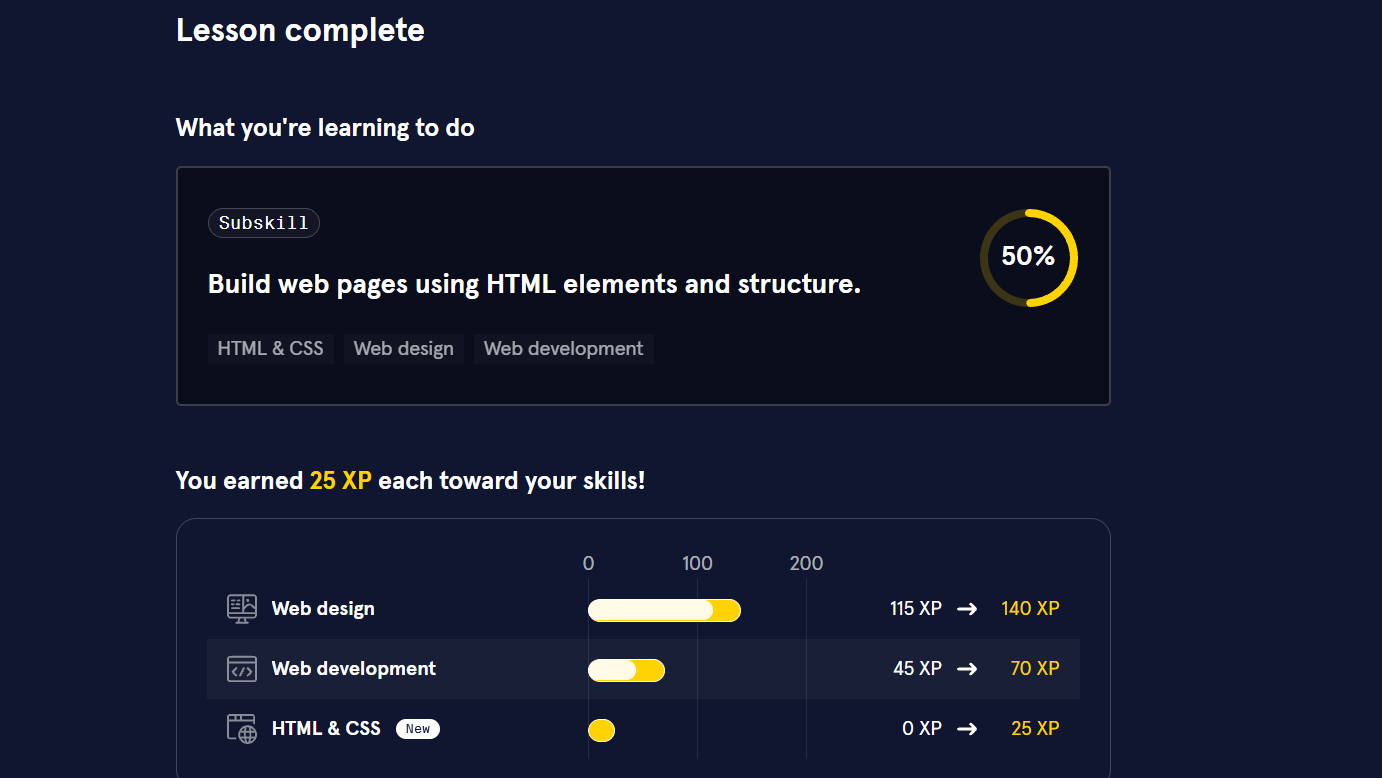 Lesson complete
What you're learning to do
Subskill
50%
Build web pages using HTML elements and structure.
HTML & CSS Web design Web development
You earned 25 XP each toward your skills!
0 100 200
Web design 115 XP → 140 XP
Web development 45 XP → 70 XP
HTML & CSS New 0 XP → 25 XP